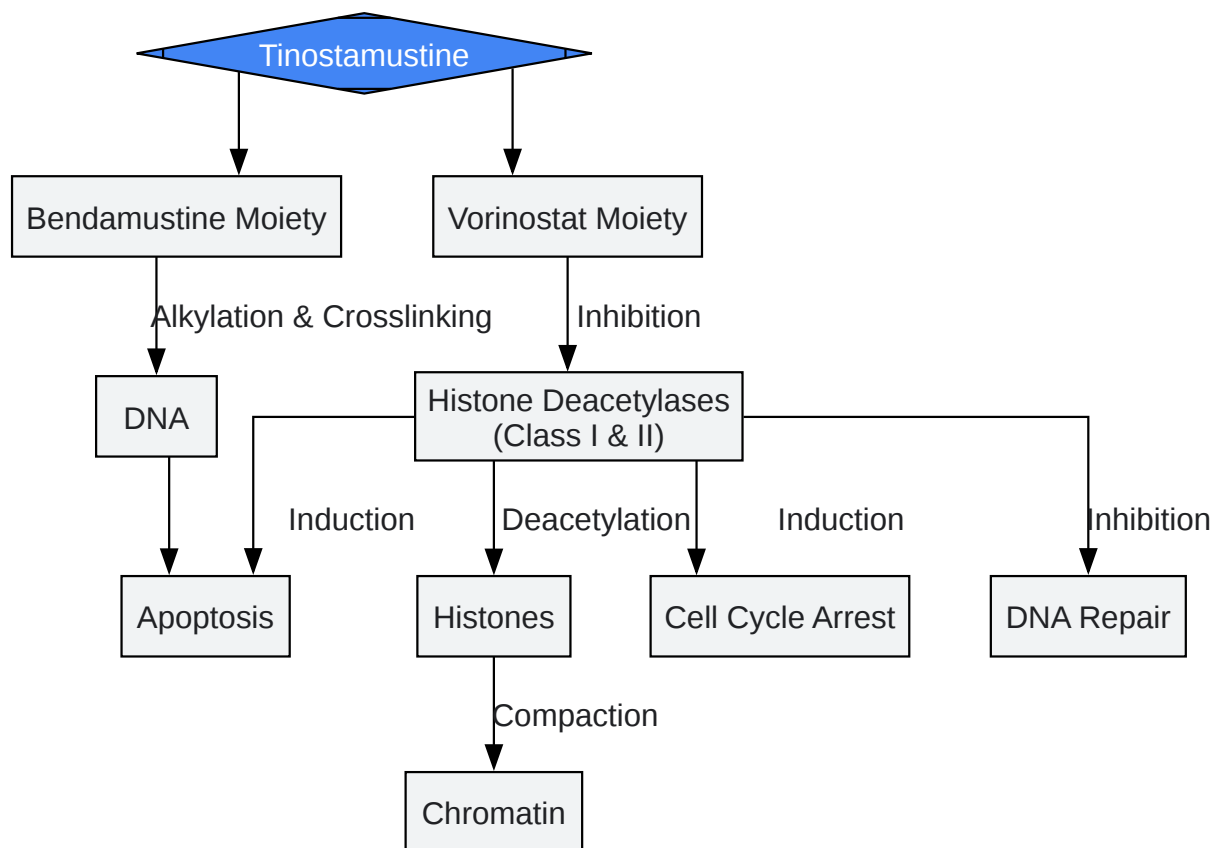 Tinostamustine
Bendamustine Moiety
Vorinostat Moiety
Alkylation & Crosslinking
Inhibition
DNA
Histone Deacetylases
(Class I & II)
Induction
Deacetylation
Induction
Inhibition
Apoptosis
Histones
Cell Cycle Arrest
DNA Repair
Compaction
Chromatin